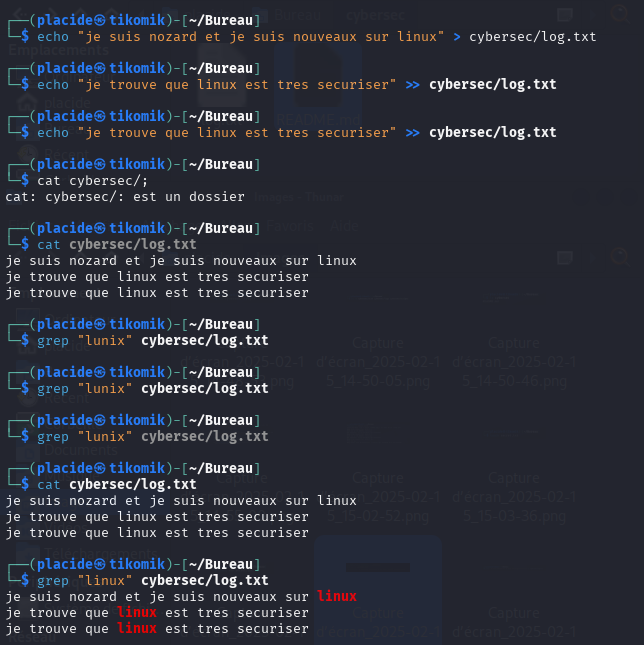 ┌──(placide㉿tikomik)-[~/Bureau]
└─$ echo "je suis nozard et je suis nouveaux sur linux" > cybersec/log.txt
┌──(placide㉿tikomik)-[~/Bureau]
└─$ echo "je trouve que linux est tres securiser" >> cybersec/log.txt
┌──(placide㉿tikomik)-[~/Bureau]
└─$ echo "je trouve que linux est tres securiser" >> cybersec/log.txt
┌──(placide㉿tikomik)-[~/Bureau]
└─$ cat cybersec/;
cat: cybersec/: est un dossier
┌──(placide㉿tikomik)-[~/Bureau]
└─$ cat cybersec/log.txt
je suis nozard et je suis nouveaux sur linux
je trouve que linux est tres securiser
je trouve que linux est tres securiser
┌──(placide㉿tikomik)-[~/Bureau]
└─$ grep "lunix" cybersec/log.txt
┌──(placide㉿tikomik)-[~/Bureau]
└─$ grep "lunix" cybersec/log.txt
┌──(placide㉿tikomik)-[~/Bureau]
└─$ grep "lunix" cybersec/log.txt
┌──(placide㉿tikomik)-[~/Bureau]
└─$ cat cybersec/log.txt
je suis nozard et je suis nouveaux sur linux
je trouve que linux est tres securiser
je trouve que linux est tres securiser
┌──(placide㉿tikomik)-[~/Bureau]
└─$ grep "linux" cybersec/log.txt
je suis nozard et je suis nouveaux sur linux
je trouve que linux est tres securiser
je trouve que linux est tres securiser